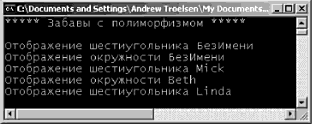 C:\Documents and Settings\Andrew Troelsen\My Documents...
***** Забавы с полиморфизмом *****
Отображение шестиугольника БезИмени
Отображение окружности БезИмени
Отображение шестиугольника Mick
Отображение окружности Beth
Отображение шестиугольника Linda